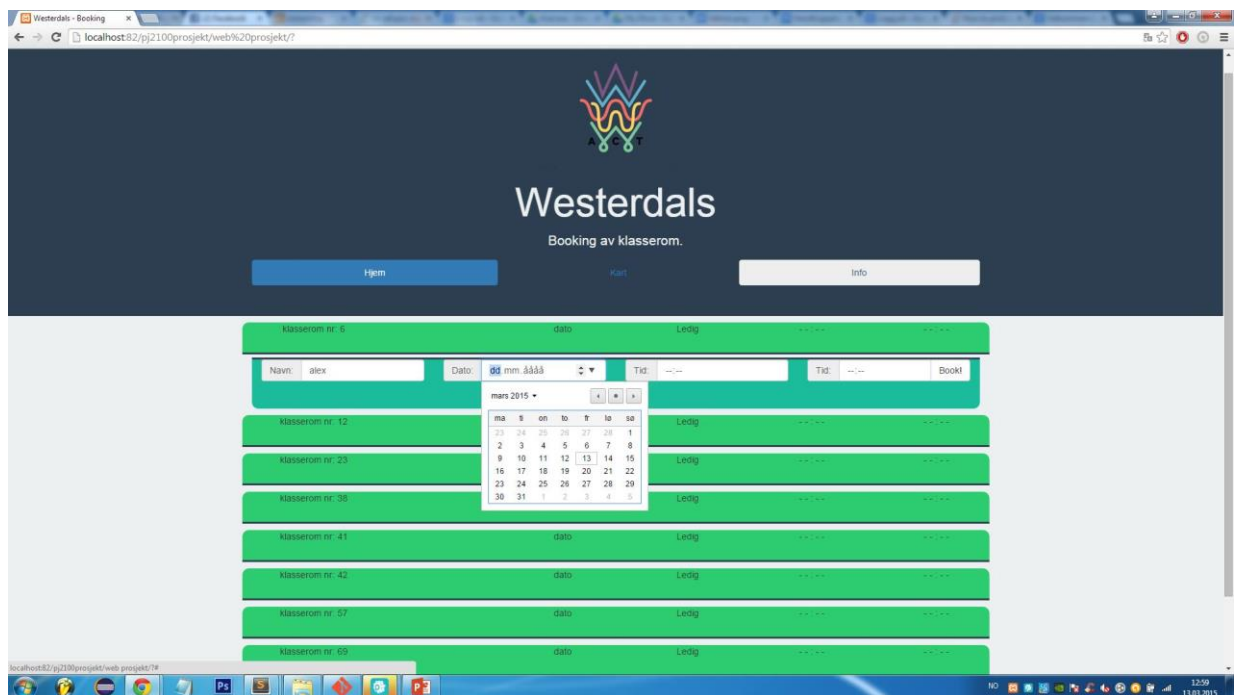 Westerdals - Booking
localhost:82/pj2100prosjekt/web%20prosjekt/?
A C T
Westerdals
Booking av klasserom.
Hjem Kart Info
klasserom nr: 6 dato Ledig --:-- --:--
Navn: alex Dato: dd.mm.åååå Tid: --:-- Tid: --:-- Book!
mars 2015
ma ti on to fr lø sø
23 24 25 26 27 28 1
2 3 4 5 6 7 8
9 10 11 12 13 14 15
16 17 18 19 20 21 22
23 24 25 26 27 28 29
30 31 1 2 3 4 5
klasserom nr: 12 Ledig --:-- --:--
klasserom nr: 23 Ledig --:-- --:--
klasserom nr: 38 Ledig --:-- --:--
klasserom nr: 41 dato Ledig --:-- --:--
klasserom nr: 42 dato Ledig --:-- --:--
klasserom nr: 57 dato Ledig --:-- --:--
klasserom nr: 69 dato Ledig --:-- --:--
localhost:82/pj2100prosjekt/web prosjekt/?#
Ps S NO 12:59
13.03.2015